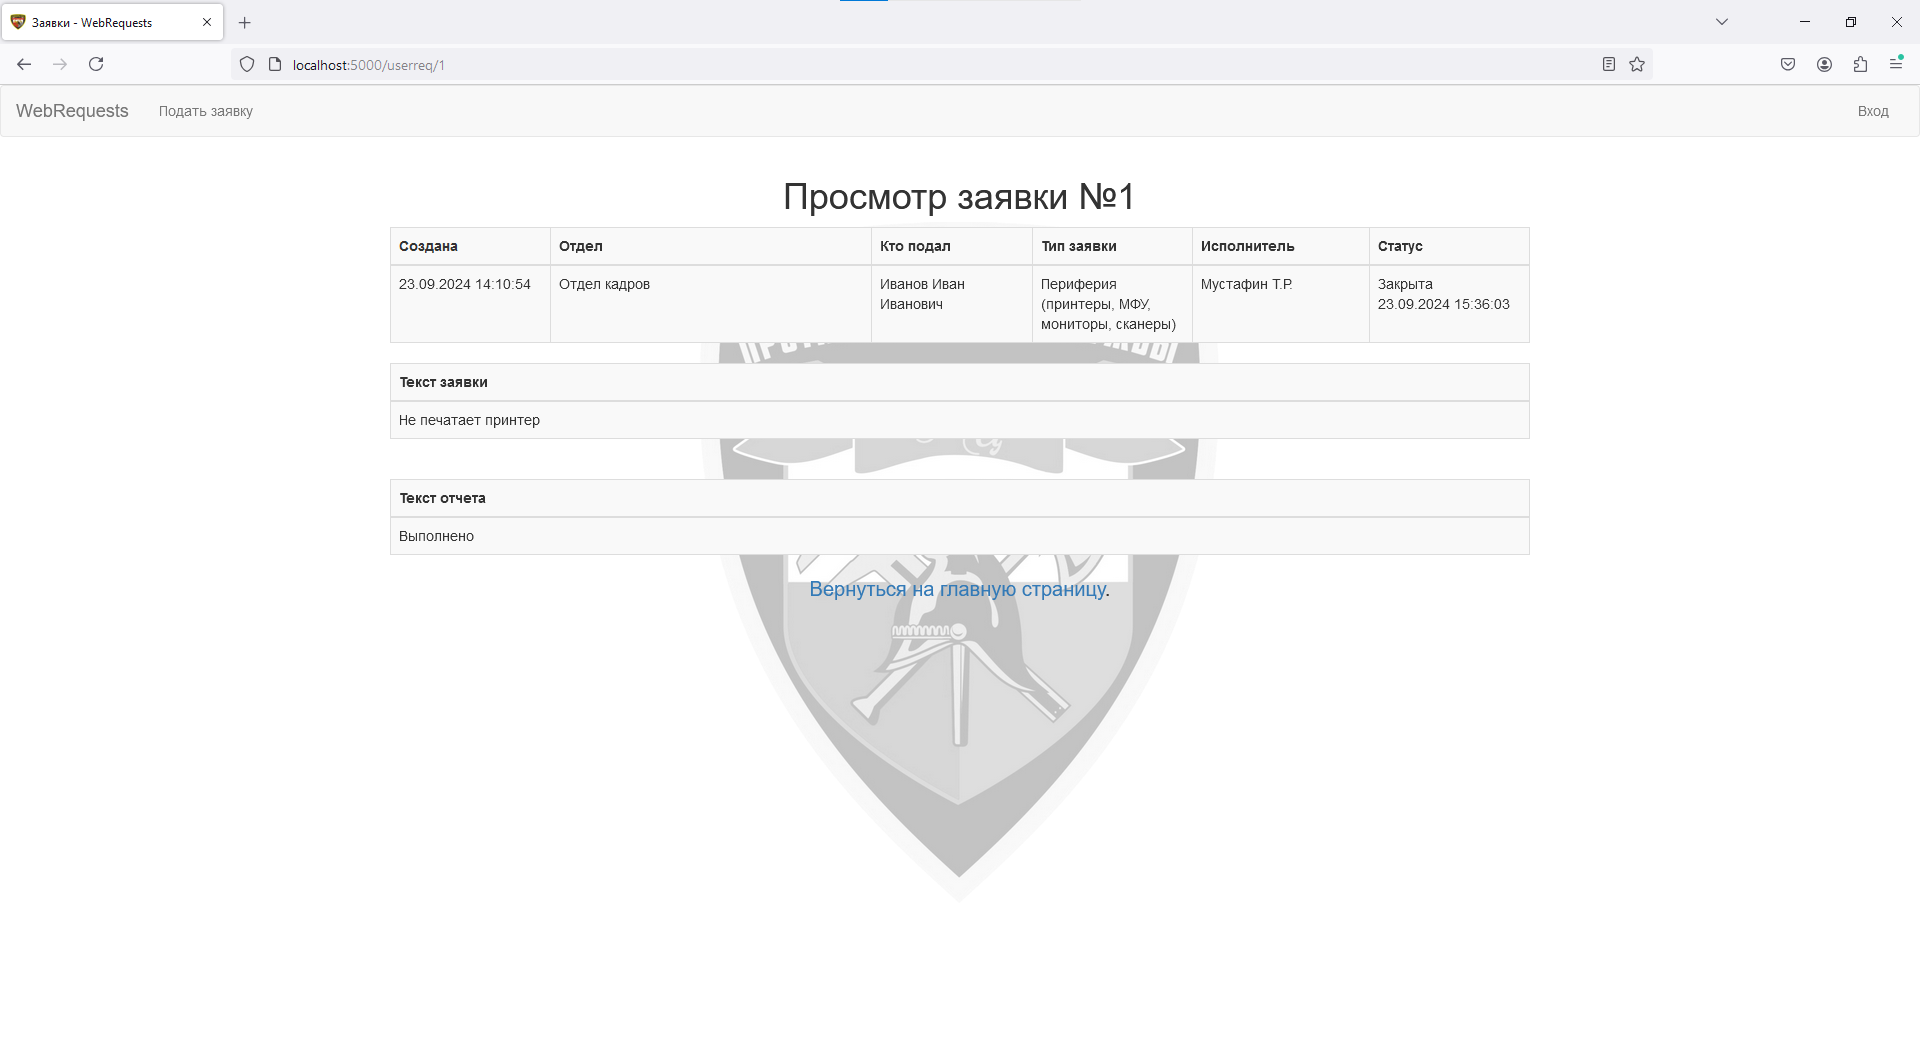 Заявки - WebRequests
localhost:5000/userreq/1
WebRequests Подать заявку Вход
Просмотр заявки №1
Создана Отдел Кто подал Тип заявки Исполнитель Статус
23.09.2024 14:10:54 Отдел кадров Иванов Иван Периферия Мустафин Т.Р. Закрыта
Иванович (принтеры, МФУ, 23.09.2024 15:36:03
мониторы, сканеры)
Текст заявки
Не печатает принтер
Текст отчета
Выполнено
Вернуться на главную страницу.